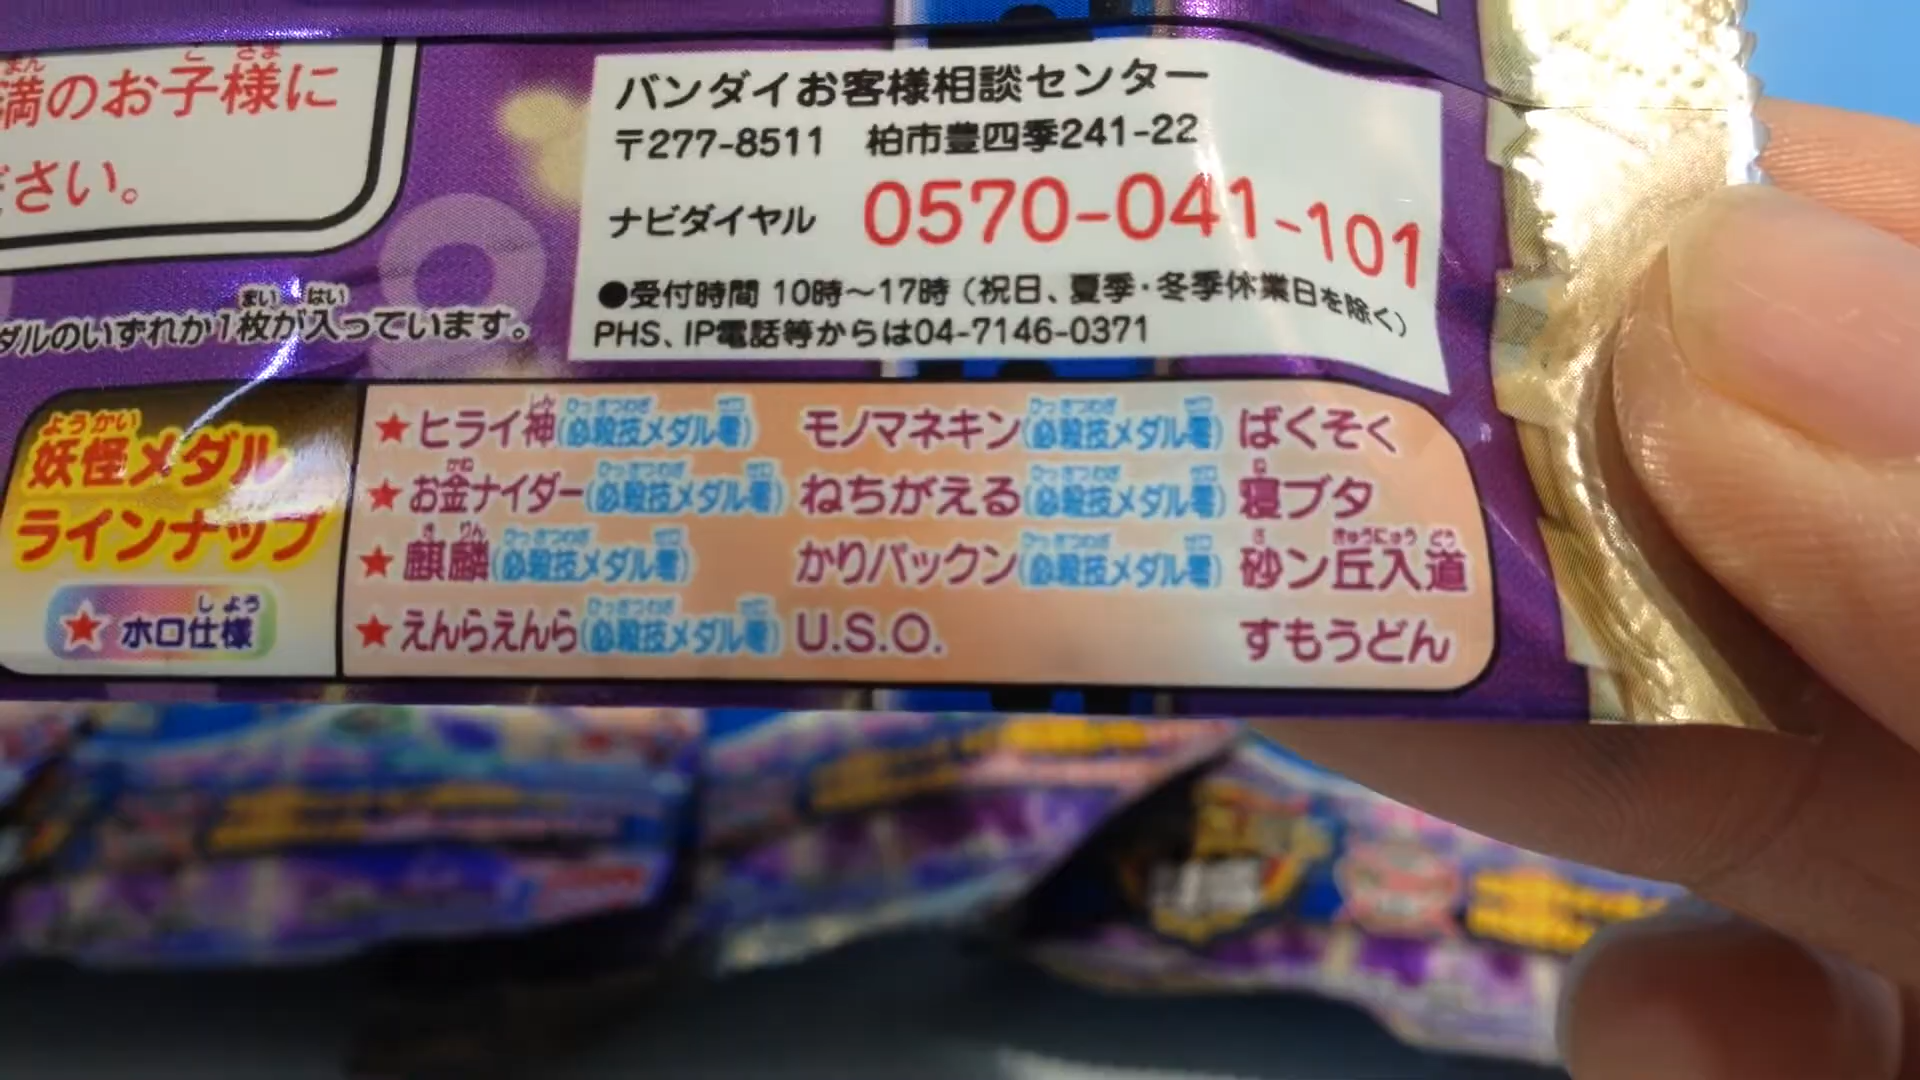 満のお子様に
ださい。
ダルのいずれか1枚が入っています。
バンダイお客様相談センター
〒277-8511 柏市豊四季241-22
ナビダイヤル 0570-041-101
●受付時間 10時～17時（祝日、夏季・冬季休業日を除く）
PHS、IP電話等からは04-7146-0371
妖怪メダル
ラインナップ
★ホロ仕様
★ヒライ神(必殺技メダル零) モノマネキン(必殺技メダル零) ばくそく
★お金ナイダー(必殺技メダル零) ねちがえる(必殺技メダル零) 寝ブタ
★麒麟(必殺技メダル零) かりパックン(必殺技メダル零) 砂ン丘入道
★えんらえんら(必殺技メダル零) U.S.O. すもうどん